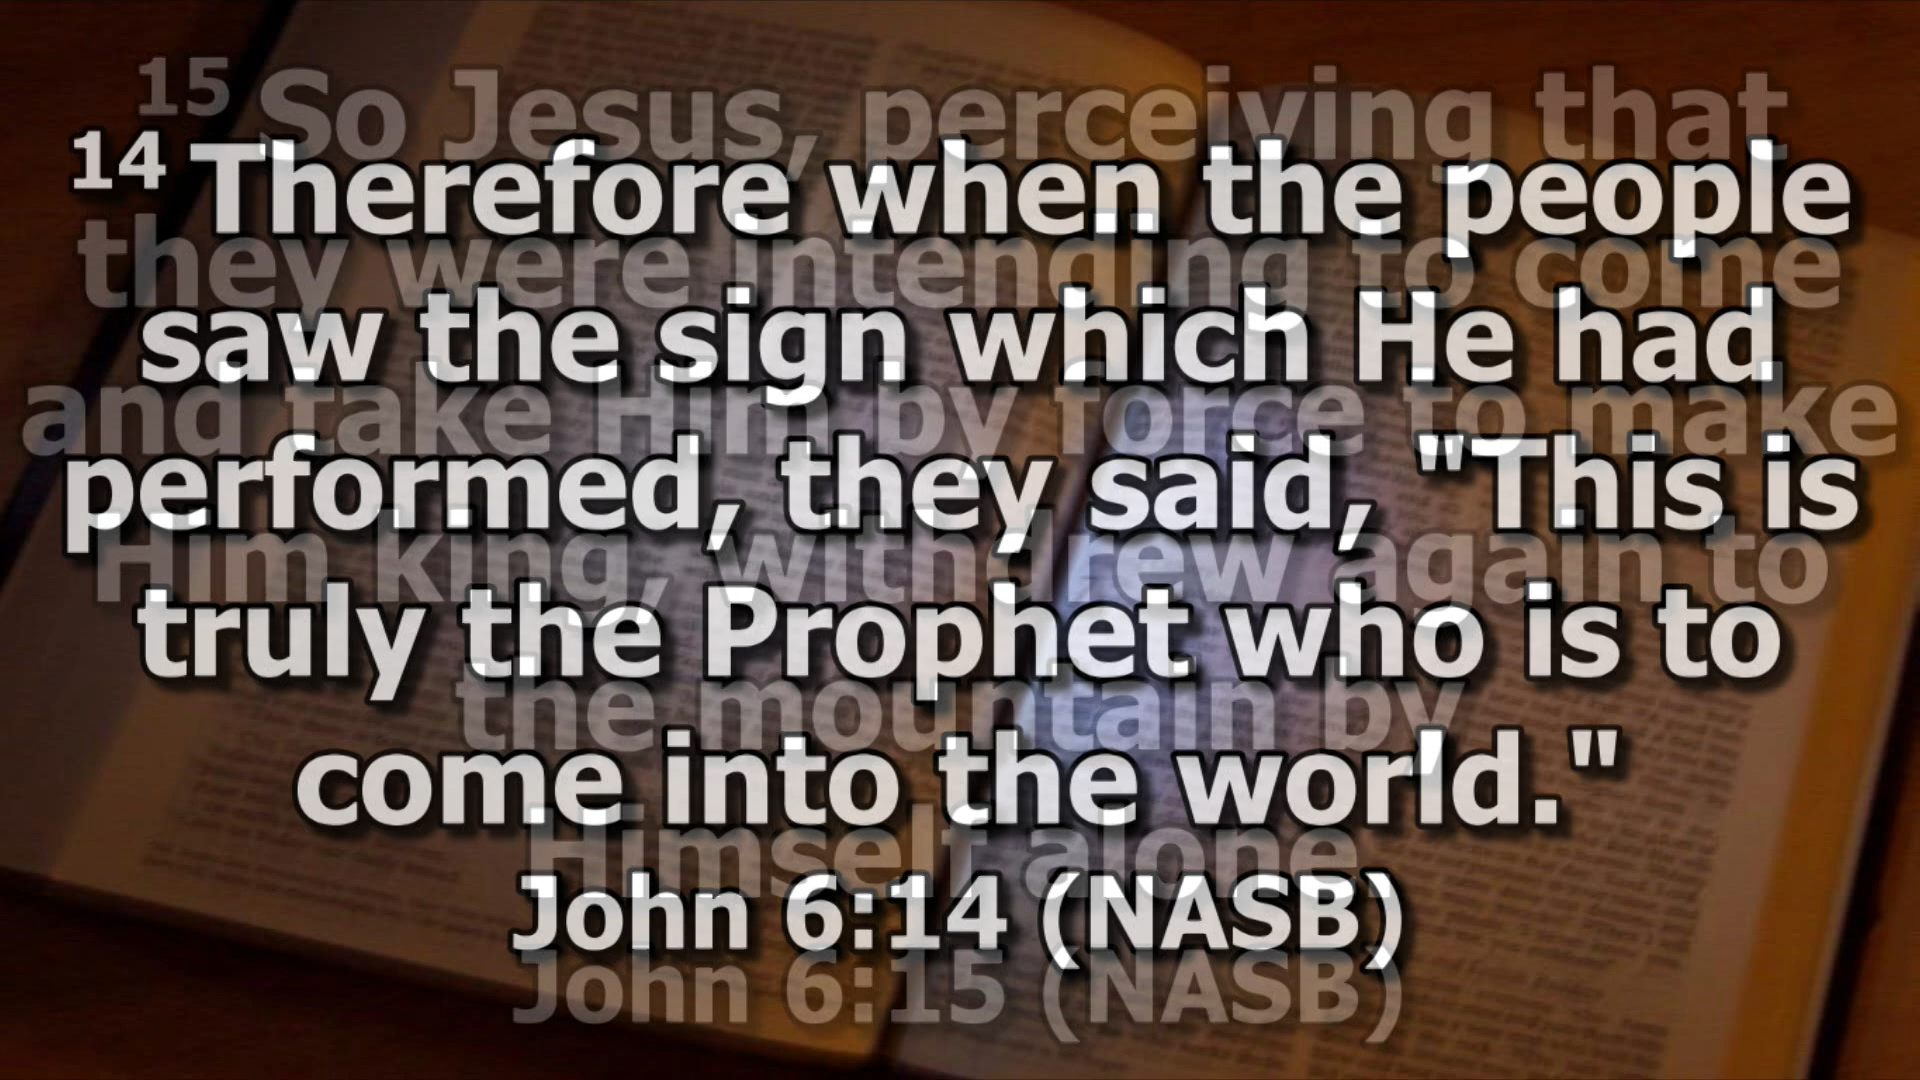 14 Therefore when the people
saw the sign which He had
performed, they said, "This is
truly the Prophet who is to
come into the world."
John 6:14 (NASB)
15 So Jesus, perceiving that
they were intending to come
and take Him by force to make
Him king, withdrew again to
the mountain by
Himself alone
John 6:15 (NASB)